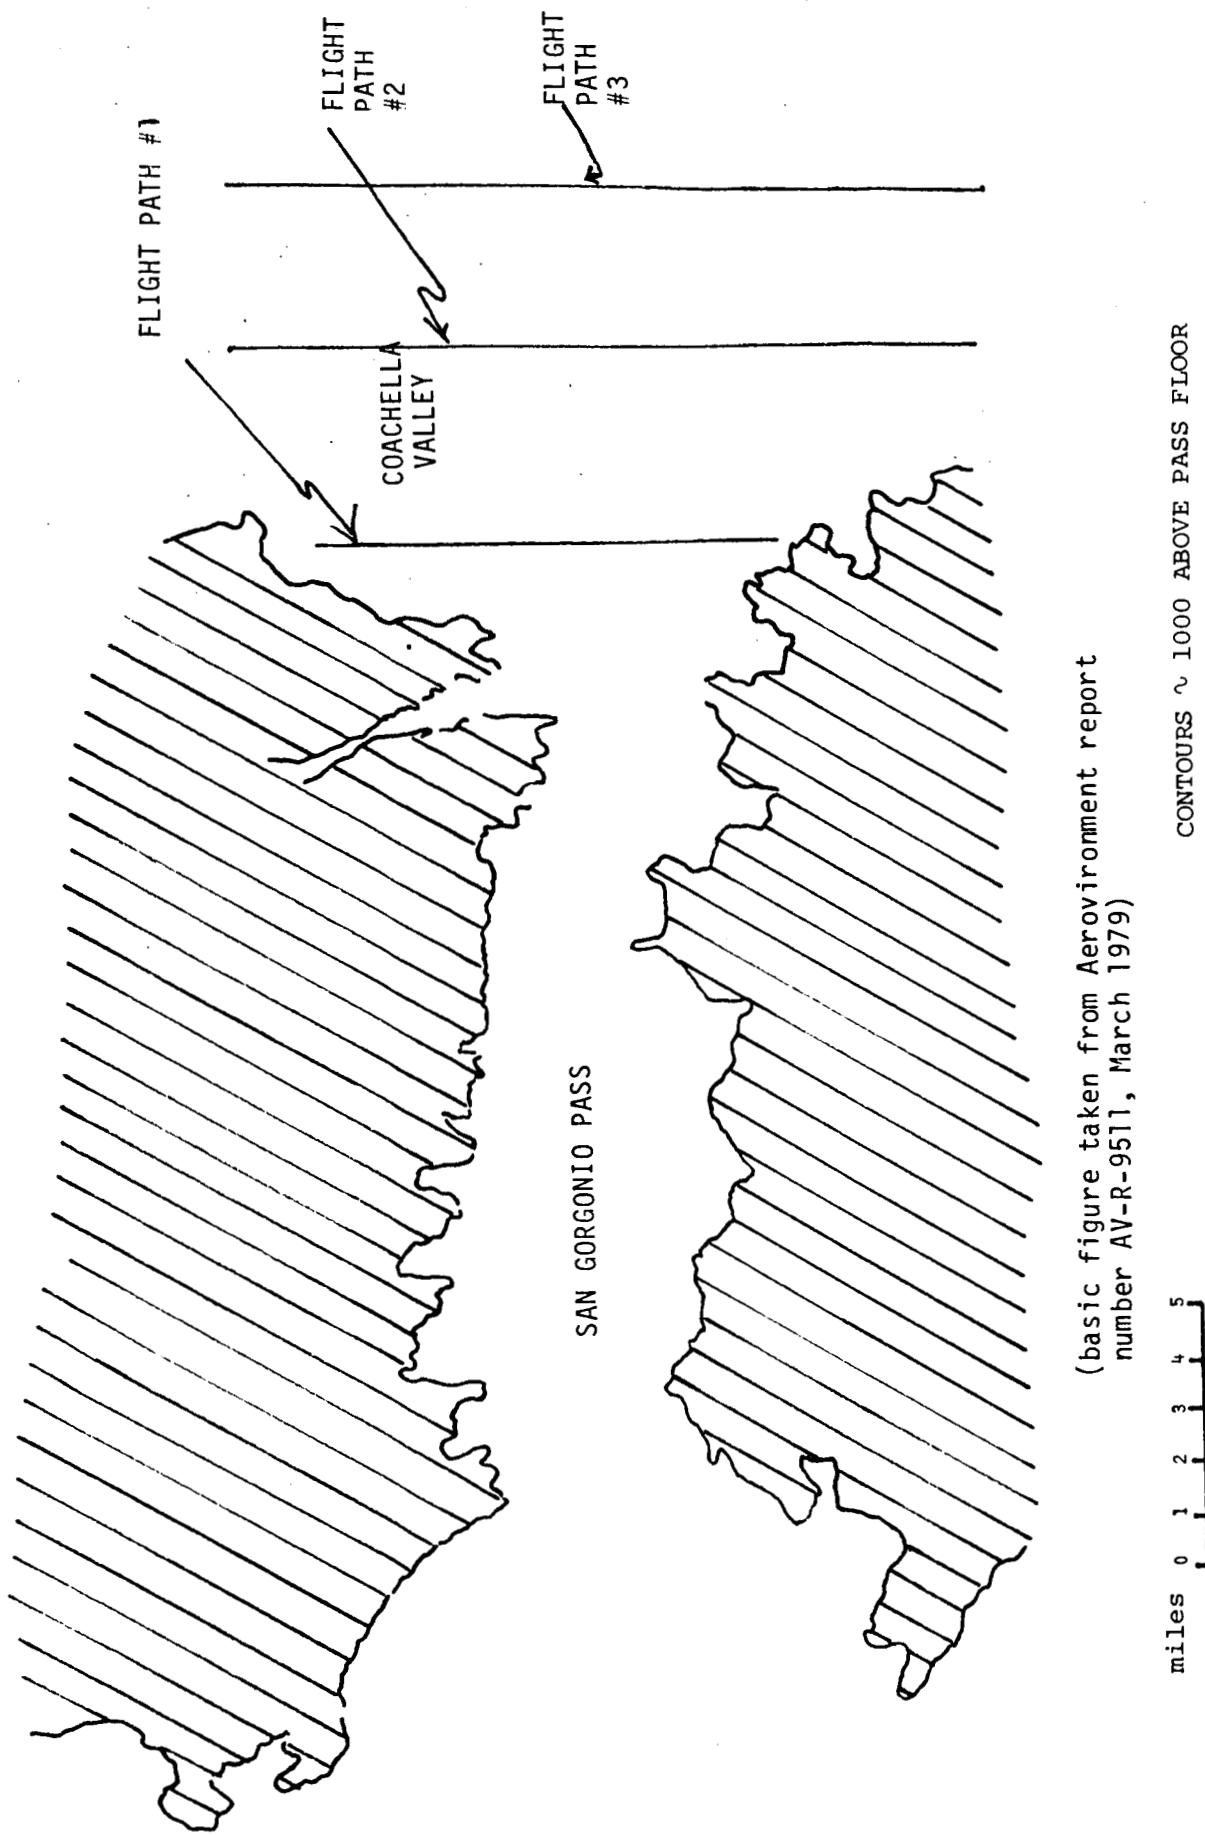 FLIGHT PATH #1
FLIGHT
PATH
#2
FLIGHT
PATH
#3
COACHELLA
VALLEY
SAN GORGONIO PASS
(basic figure taken from Aerovironment report
number AV-R-9511, March 1979)
miles 0 1 2 3 4 5
CONTOURS ~ 1000 ABOVE PASS FLOOR